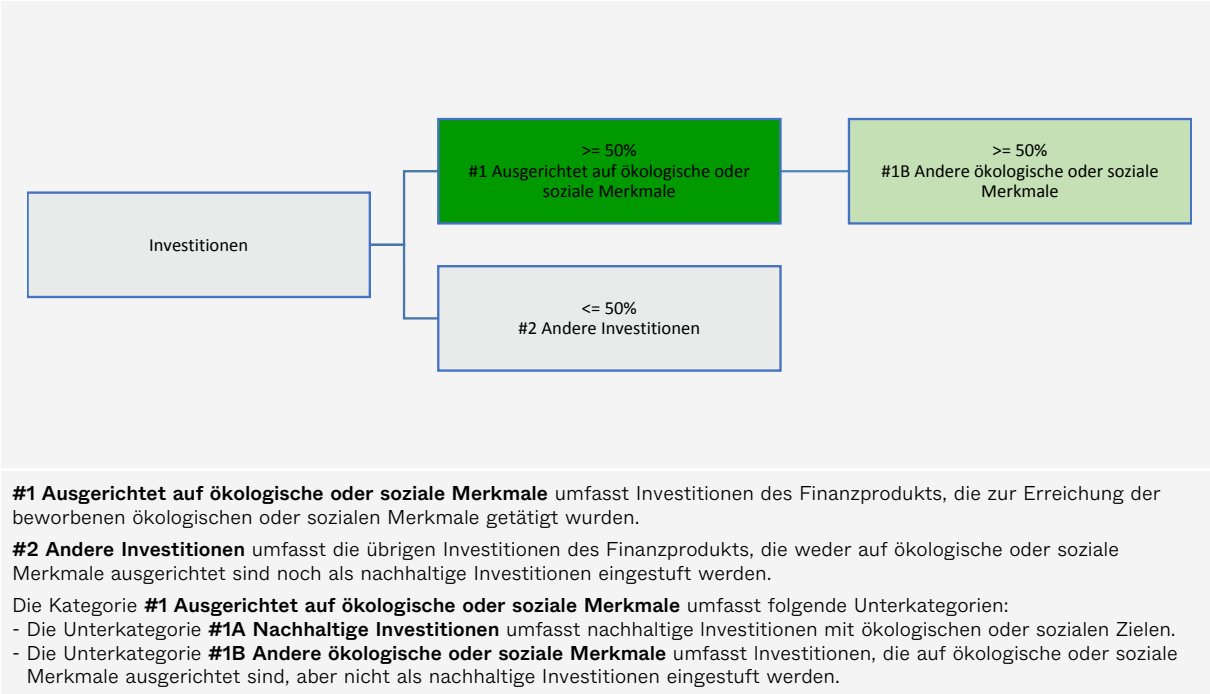 >= 50%
#1 Ausgerichtet auf ökologische oder
soziale Merkmale
>= 50%
#1B Andere ökologische oder soziale
Merkmale
Investitionen
<= 50%
#2 Andere Investitionen
#1 Ausgerichtet auf ökologische oder soziale Merkmale umfasst Investitionen des Finanzprodukts, die zur Erreichung der
beworbenen ökologischen oder sozialen Merkmale getätigt wurden.
#2 Andere Investitionen umfasst die übrigen Investitionen des Finanzprodukts, die weder auf ökologische oder soziale
Merkmale ausgerichtet sind noch als nachhaltige Investitionen eingestuft werden.
Die Kategorie #1 Ausgerichtet auf ökologische oder soziale Merkmale umfasst folgende Unterkategorien:
- Die Unterkategorie #1A Nachhaltige Investitionen umfasst nachhaltige Investitionen mit ökologischen oder sozialen Zielen.
- Die Unterkategorie #1B Andere ökologische oder soziale Merkmale umfasst Investitionen, die auf ökologische oder soziale
Merkmale ausgerichtet sind, aber nicht als nachhaltige Investitionen eingestuft werden.